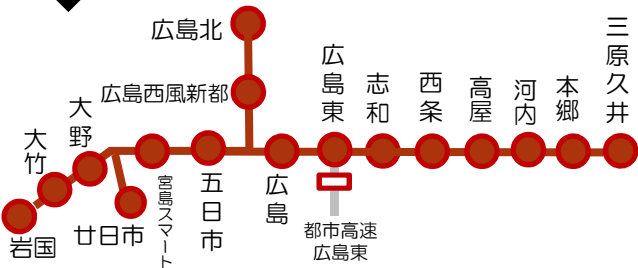 広島北
広島西風新都
岩国
大竹
大野
廿日市
宮島スマート
五日市
広島
広島東
都市高速
広島東
志和
西条
高屋
河内
本郷
三原久井